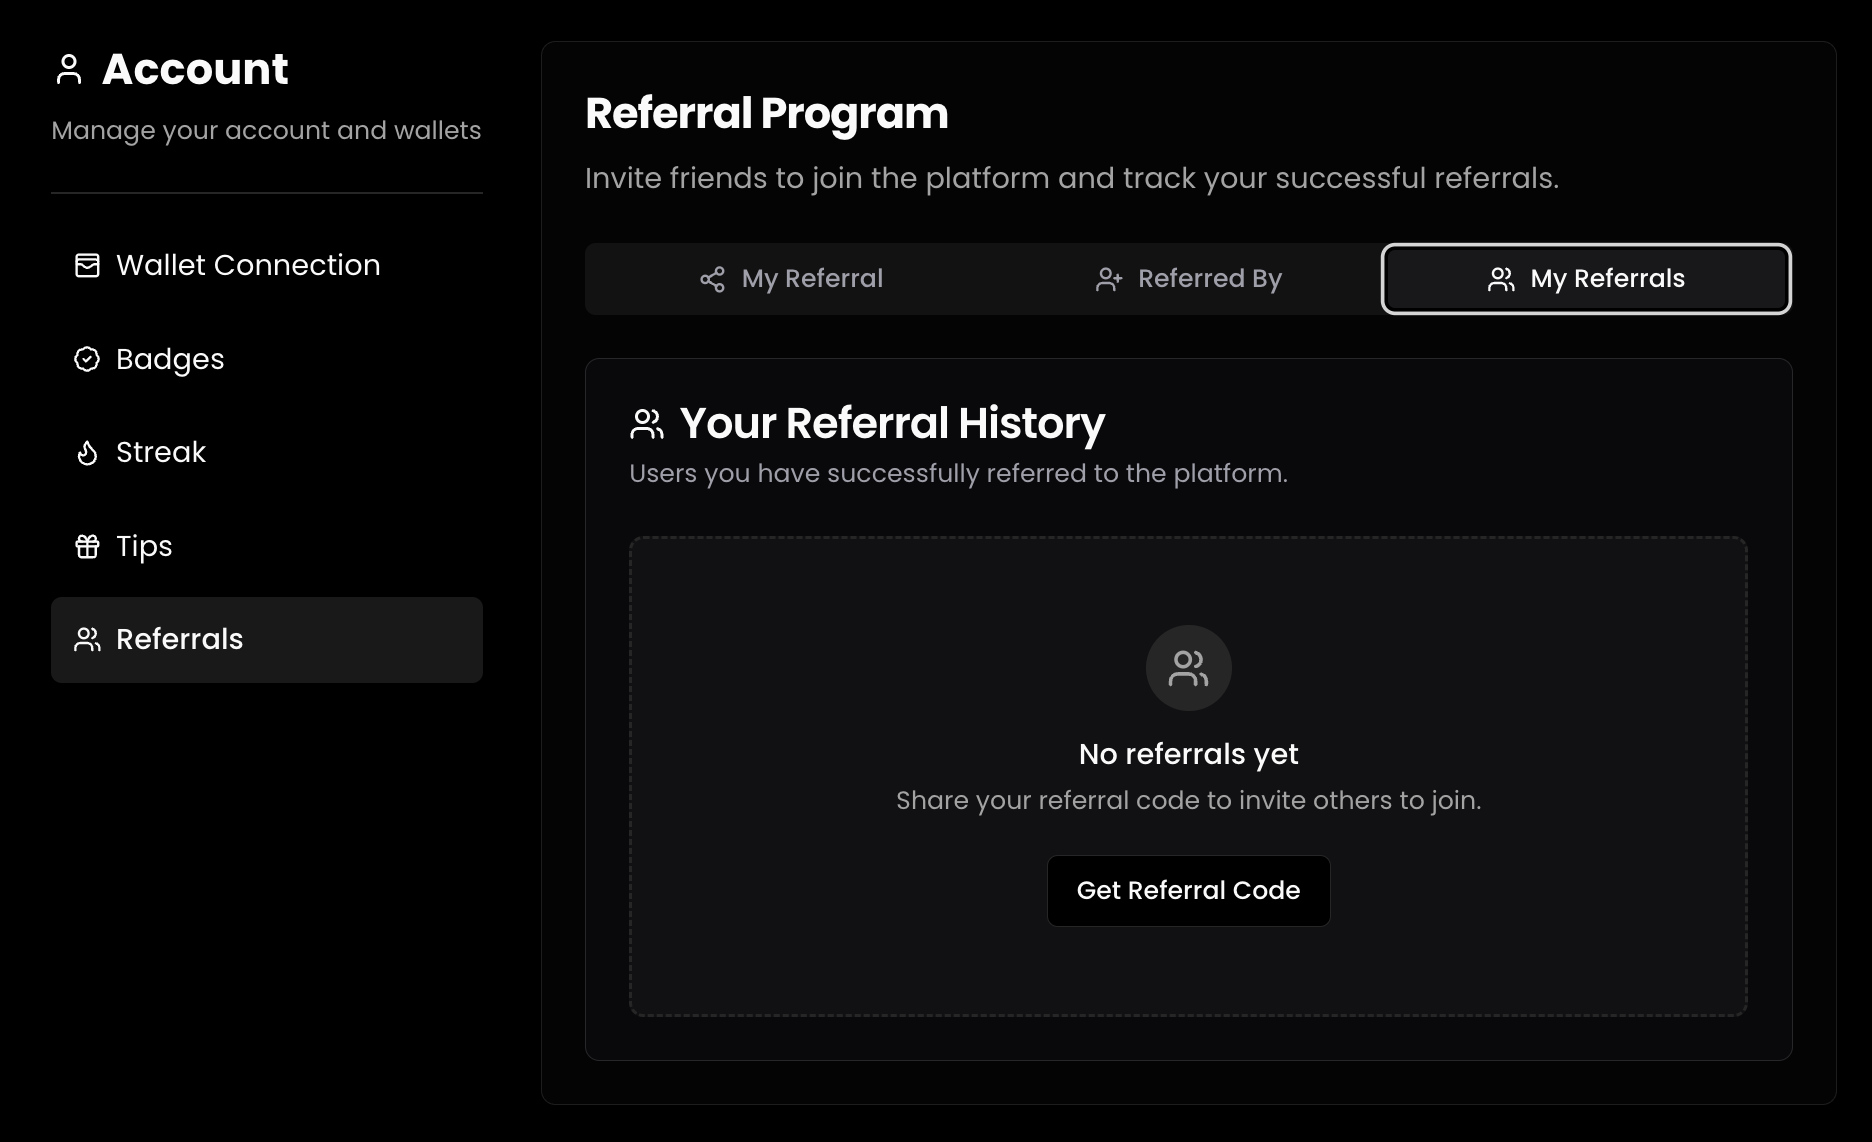 Account
Manage your account and wallets
Wallet Connection
Badges
Streak
Tips
Referrals
Referral Program
Invite friends to join the platform and track your successful referrals.
My Referral
Referred By
My Referrals
Your Referral History
Users you have successfully referred to the platform.
No referrals yet
Share your referral code to invite others to join.
Get Referral Code